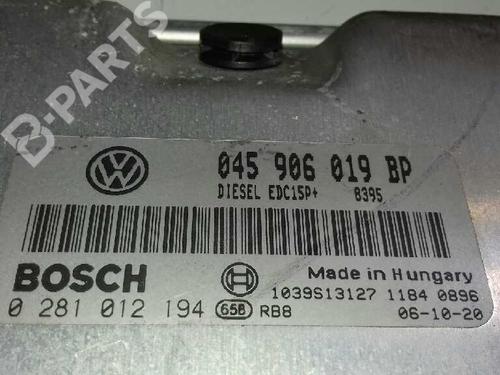 B-PARTS
045 906 019 BP
DIESEL EDC15P+ 8395
BOSCH
Made in Hungary
1039S13127 1184 0896
0 281 012 194 658 RB8 06-10-20